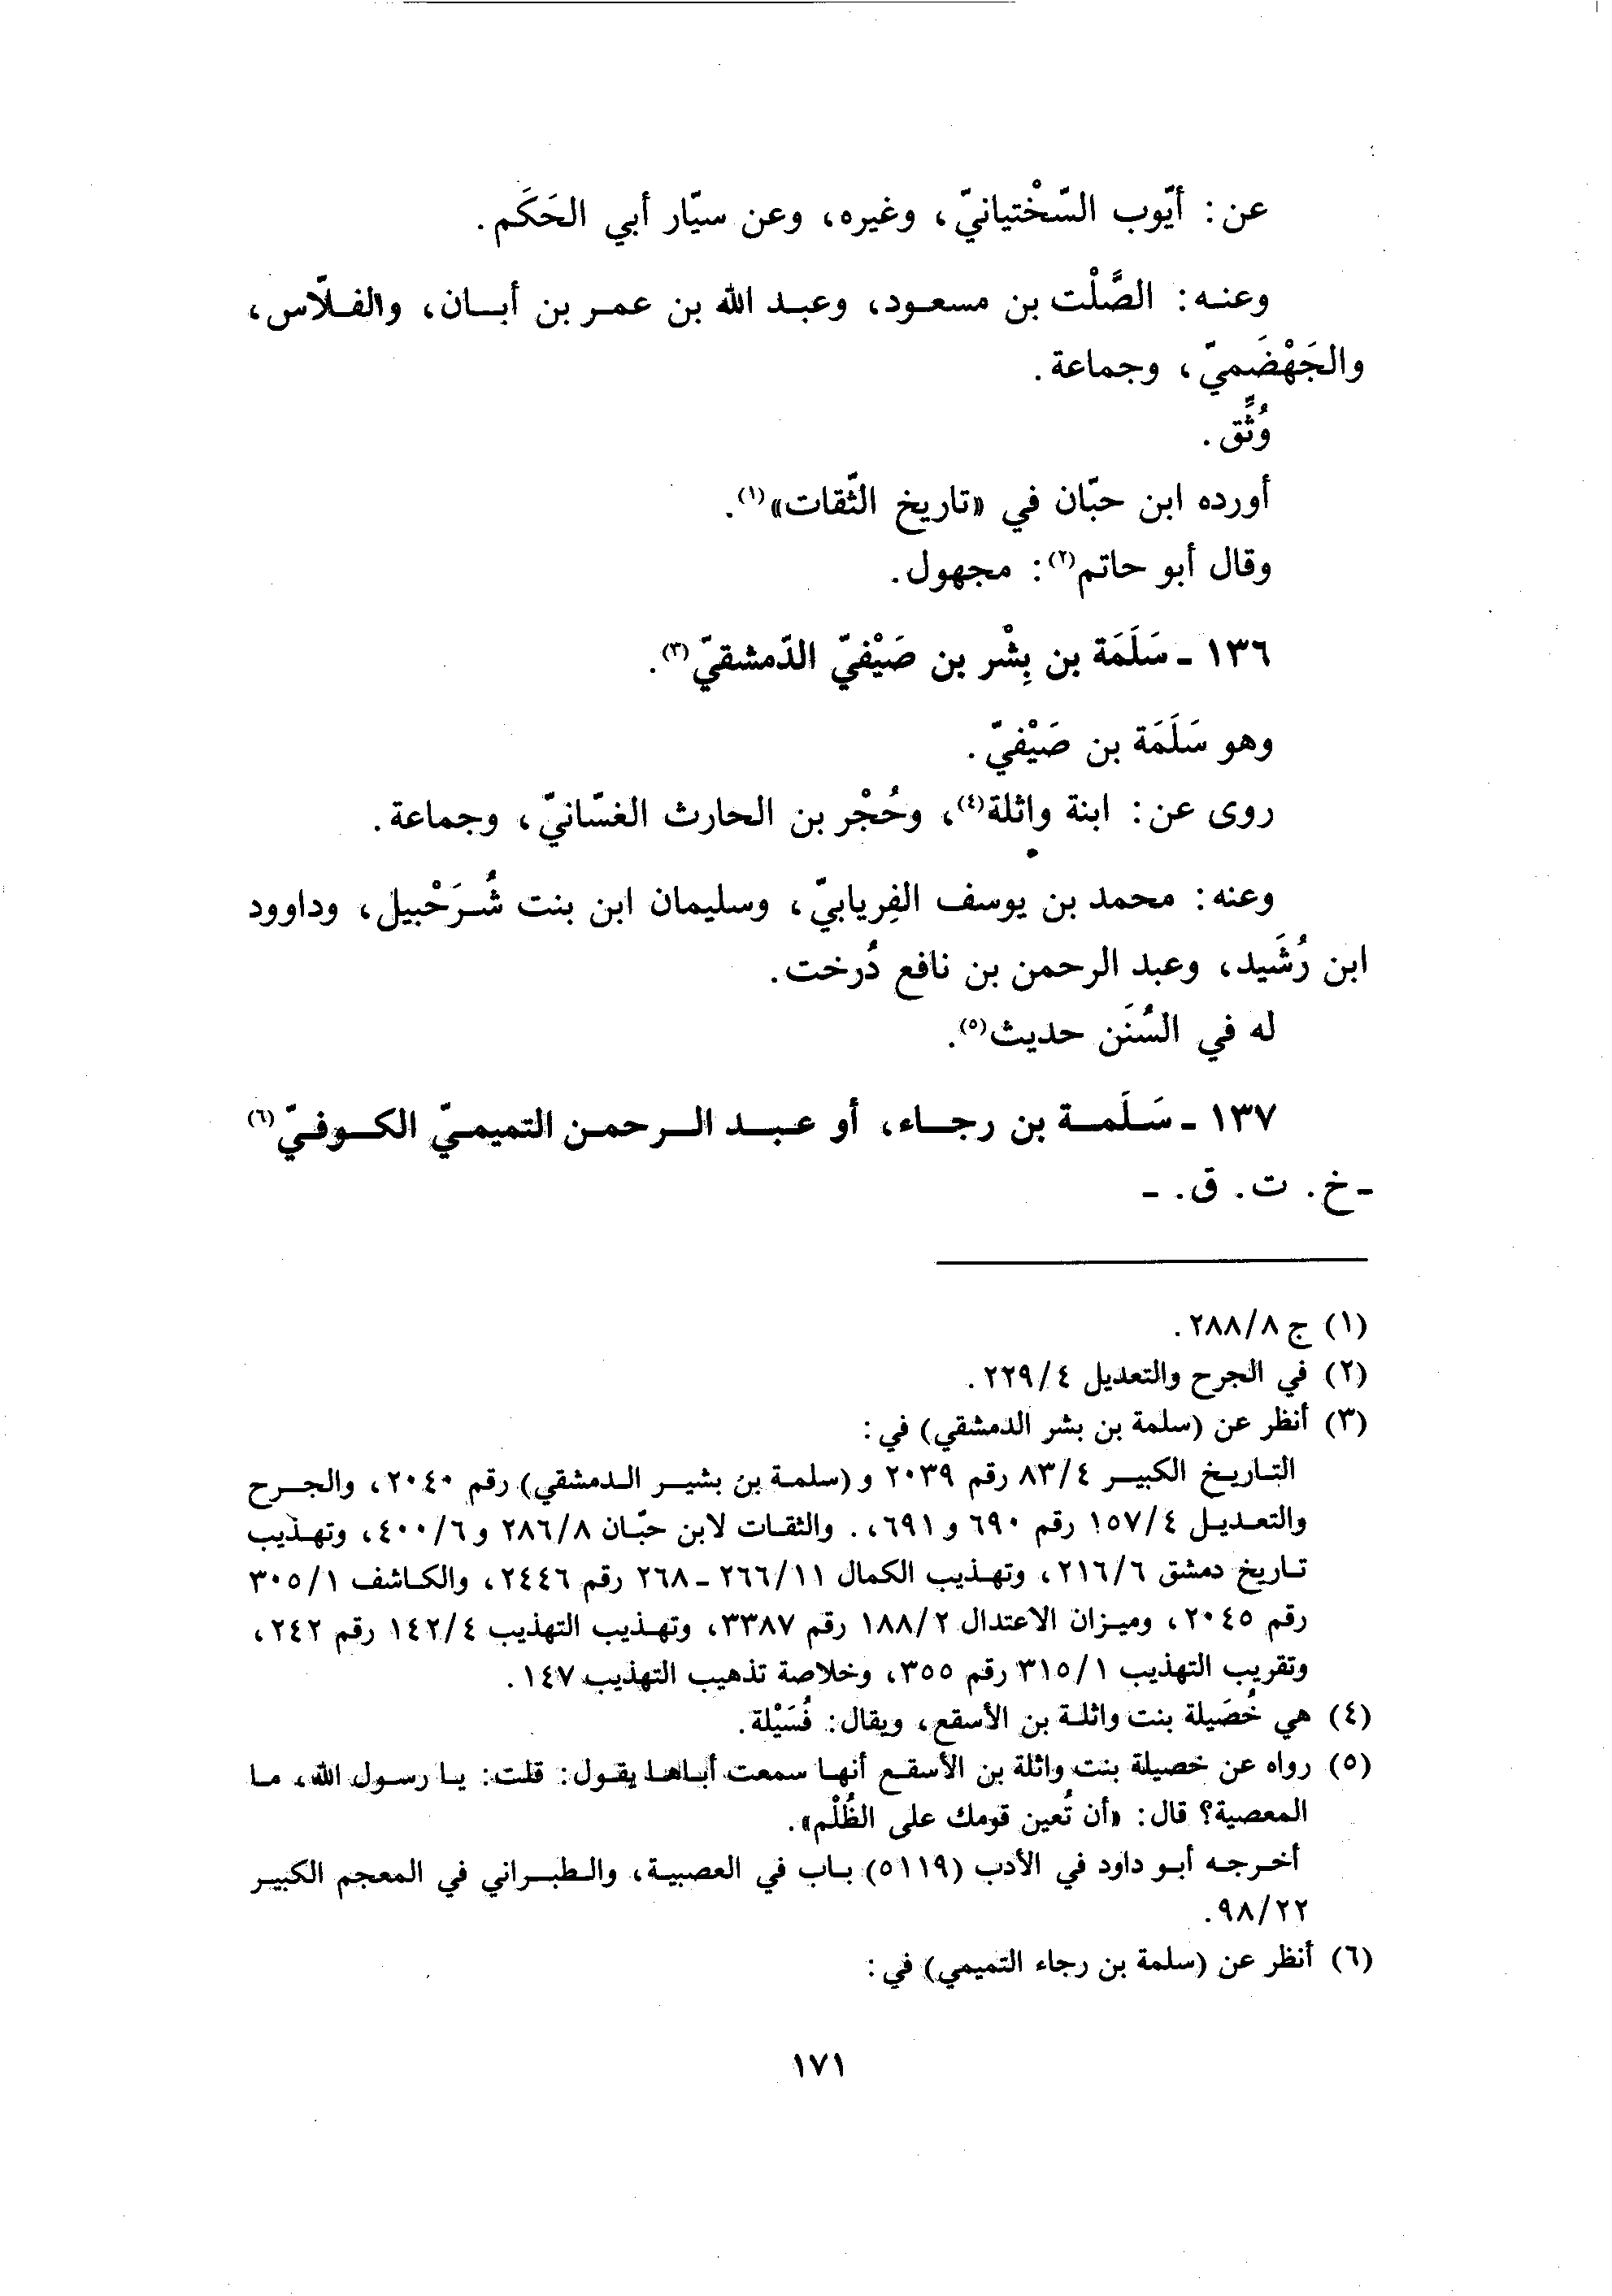 عن: أيّوب السّخْتيانيّ، وغيره، وعن سيّار أبي الحَكَم.
وعنه: الصَّلْت بن مسعود، وعبد الله بن عمر بن أبان، والفلّاس،
والجَهْضَميّ، وجماعة.
وُثِّق.
أورده ابن حبّان في «تاريخ الثّقات»(١).
وقال أبو حاتم(٢): مجهول.
١٣٦ - سَلَمَة بن بِشْر بن صَيْفيّ الدّمشقيّ(٣).
وهو سَلَمَة بن صَيْفيّ.
روى عن: ابنة واثلة(٤)، وحُجْر بن الحارث الغسّانيّ، وجماعة.
وعنه: محمد بن يوسف الفِريابيّ، وسليمان ابن بنت شُرَحْبيل، وداوود
ابن رُشَيد، وعبد الرحمن بن نافع دُرخت.
له في السُّنَن حديث(٥).
١٣٧ - سَلَمة بن رجاء، أو عبد الرحمن التميميّ الكوفيّ(٦)
- خ. ت. ق. -
(١) ج ٢٨٨/٨.
(٢) في الجرح والتعديل ٢٢٩/٤.
(٣) أنظر عن (سلمة بن بشر الدمشقي) في:
التاريخ الكبير ٨٣/٤ رقم ٢٠٣٩ و (سلمة بن بشير الدمشقي) رقم ٢٠٤٠، والجرح
والتعديل ١٥٧/٤ رقم ٦٩٠ و ٦٩١،. والثقات لابن حبّان ٢٨٦/٨ و ٤٠٠/٦، وتهذيب
تاريخ دمشق ٢١٦/٦، وتهذيب الكمال ٢٦٦/١١ - ٢٦٨ رقم ٢٤٤٦، والكاشف ٣٠٥/١
رقم ٢٠٤٥، وميزان الاعتدال ١٨٨/٢ رقم ٣٣٨٧، وتهذيب التهذيب ١٤٢/٤ رقم ٢٤٢،
وتقريب التهذيب ٣١٥/١ رقم ٣٥٥، وخلاصة تذهيب التهذيب ١٤٧.
(٤) هي خُصَيلة بنت واثلة بن الأسقع، ويقال: فُسَيْلة.
(٥) رواه عن خصيلة بنت واثلة بن الأسقع أنها سمعت أباها يقول: قلت: يا رسول الله، ما
المعصية؟ قال: «أن تُعين قومك على الظُلْم».
أخرجه أبو داود في الأدب (٥١١٩) باب في العصبية، والطبراني في المعجم الكبير
٩٨/٢٢.
(٦) أنظر عن (سلمة بن رجاء التميمي) في:
١٧١